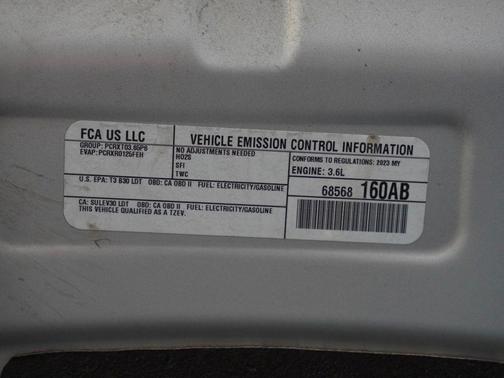 FCA US LLC
GROUP: PCRXT03.65P8
EVAP: PCRXR0125FEH
VEHICLE EMISSION CONTROL INFORMATION
NO ADJUSTMENTS NEEDED
HO2S
SFI
TWC
CONFORMS TO REGULATIONS: 2023 MY
ENGINE: 3.6L
U.S. EPA: T3 B30 LDT OBD: CA OBD II FUEL: ELECTRICITY/GASOLINE
68568 160AB
CA: SULEV30 LDT OBD: CA OBD II FUEL: ELECTRICITY/GASOLINE
THIS VEHICLE QUALIFIED AS A TZEV.